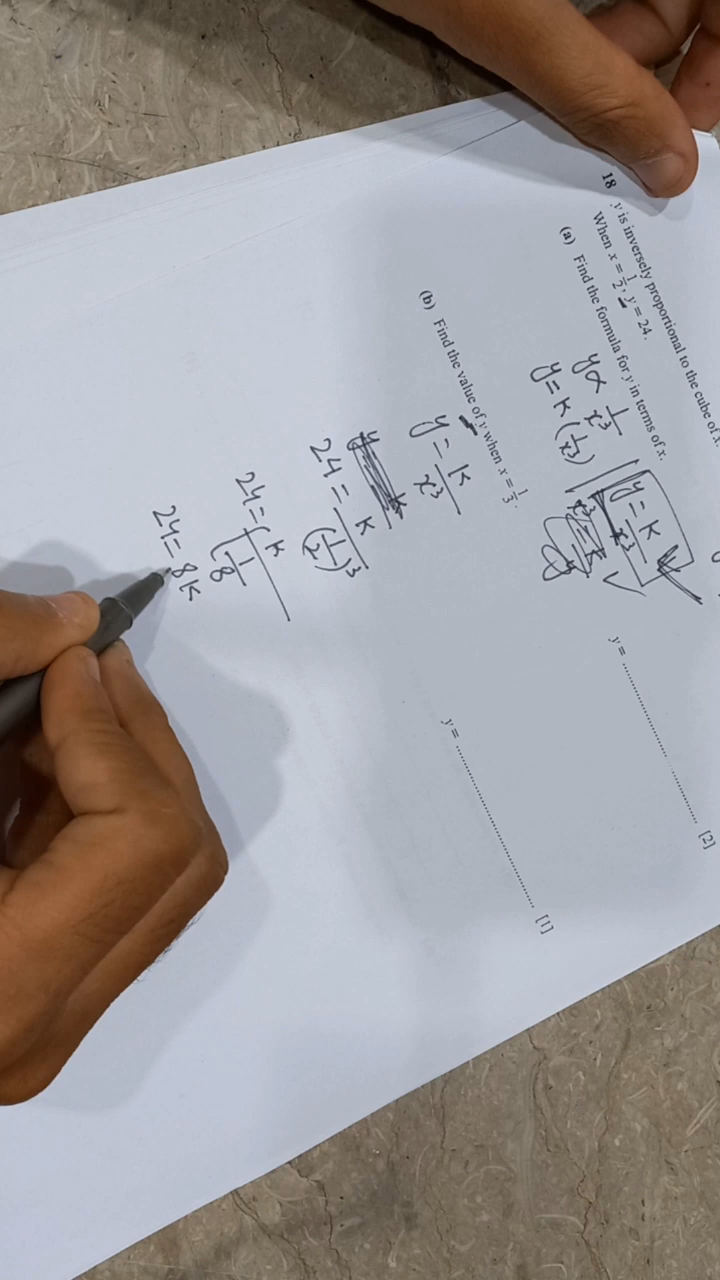 18 y is inversely proportional to the cube of x.
When x = 1/2, y = 24.
(a) Find the formula for y in terms of x.
y ∝ 1/x³
y = k (1/x³)
y = k/x³
y = ........................ [2]
(b) Find the value of y when x = 1/3.
y = k/x³
24 = k/(1/2)³
24 = k/(1/8
24 = 8k
y = ........................ [1]